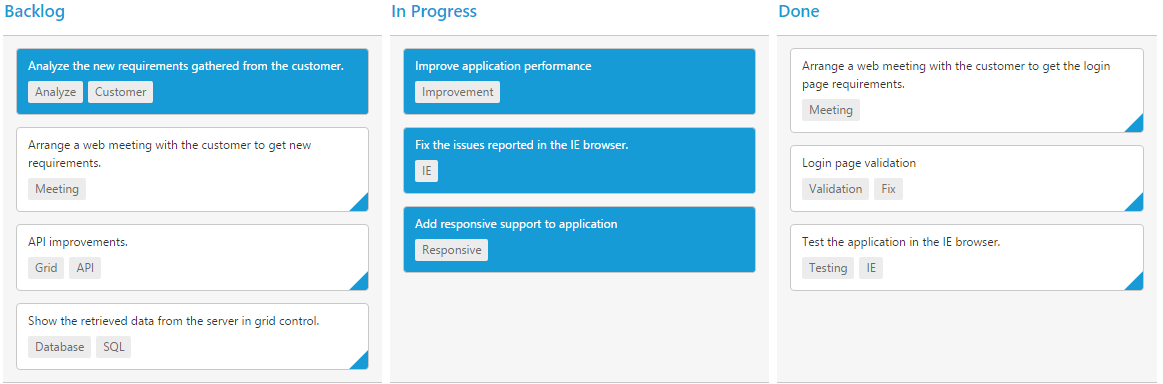 Backlog
Analyze the new requirements gathered from the customer.
Analyze Customer
Arrange a web meeting with the customer to get new
requirements.
Meeting
API improvements.
Grid API
Show the retrieved data from the server in grid control.
Database SQL
In Progress
Improve application performance
Improvement
Fix the issues reported in the IE browser.
IE
Add responsive support to application
Responsive
Done
Arrange a web meeting with the customer to get the login
page requirements.
Meeting
Login page validation
Validation Fix
Test the application in the IE browser.
Testing IE